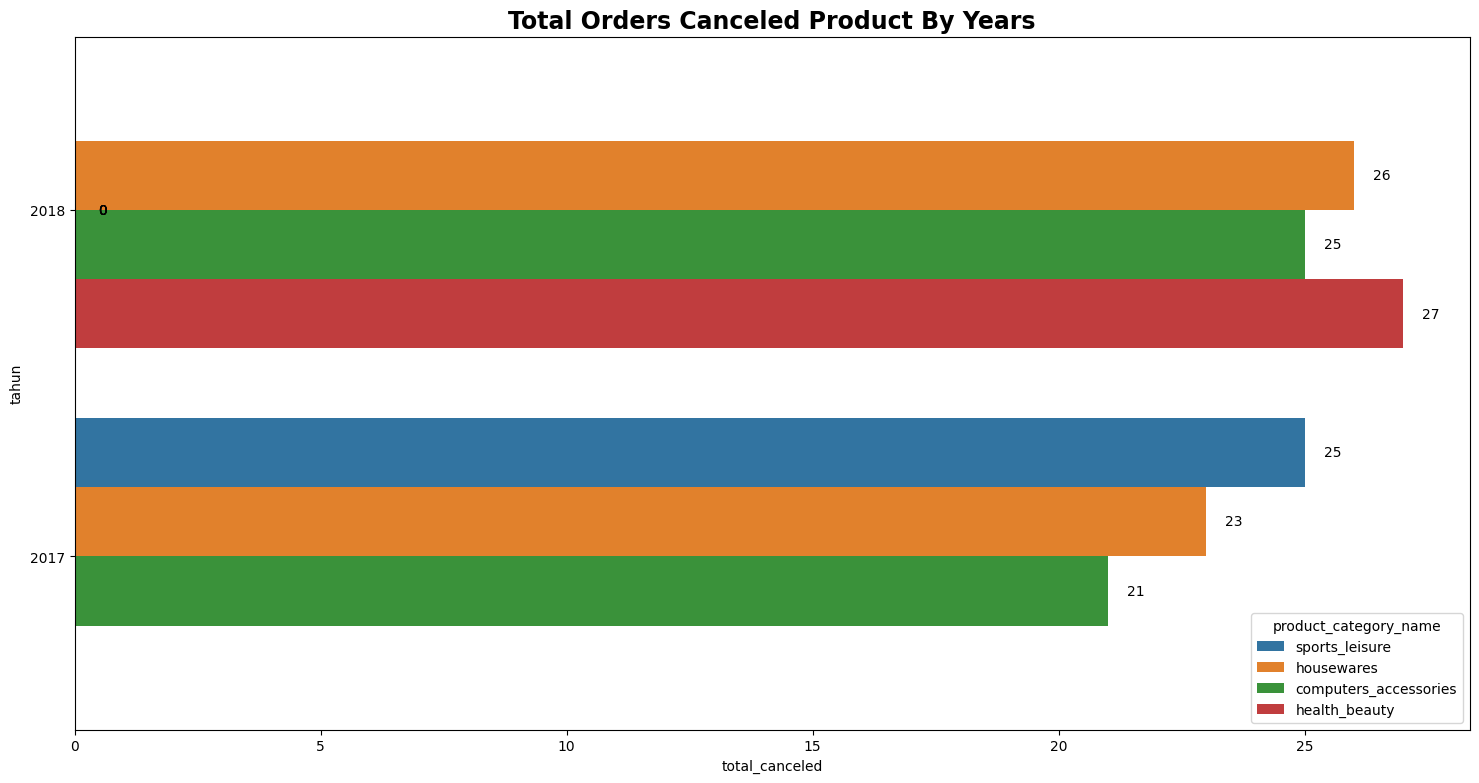 Total Orders Canceled Product By Years
26
2018
0
25
27
tahun
25
23
2017
21
product_category_name
sports_leisure
housewares
computers_accessories
health_beauty
0 5 10 15 20 25
total_canceled